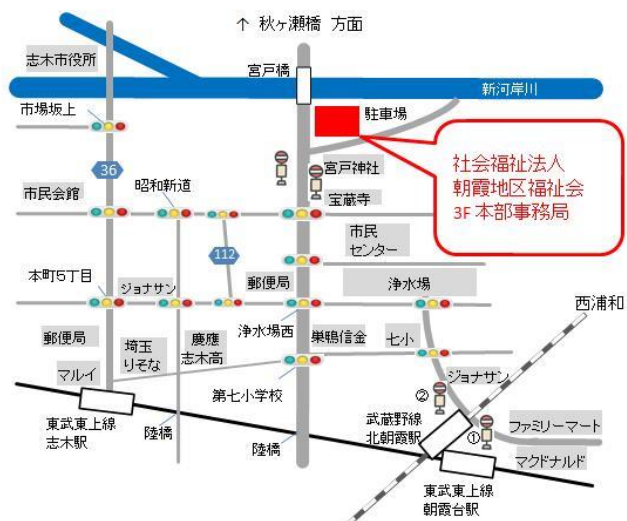 ↑ 秋ヶ瀬橋 方面
志木市役所
宮戸橋
新河岸川
市場坂上
駐車場
36
宮戸神社
社会福祉法人
朝霞地区福祉会
3F 本部事務局
市民会館
昭和新道
宝蔵寺
市民
センター
112
本町5丁目
ジョナサン
郵便局
浄水場
西浦和
郵便局
埼玉
りそな
慶應
志木高
浄水場西
巣鴨信金
七小
マルイ
第七小学校
ジョナサン
②
東武東上線
志木駅
陸橋
陸橋
武蔵野線
北朝霞駅
①
ファミリーマート
マクドナルド
東武東上線
朝霞台駅